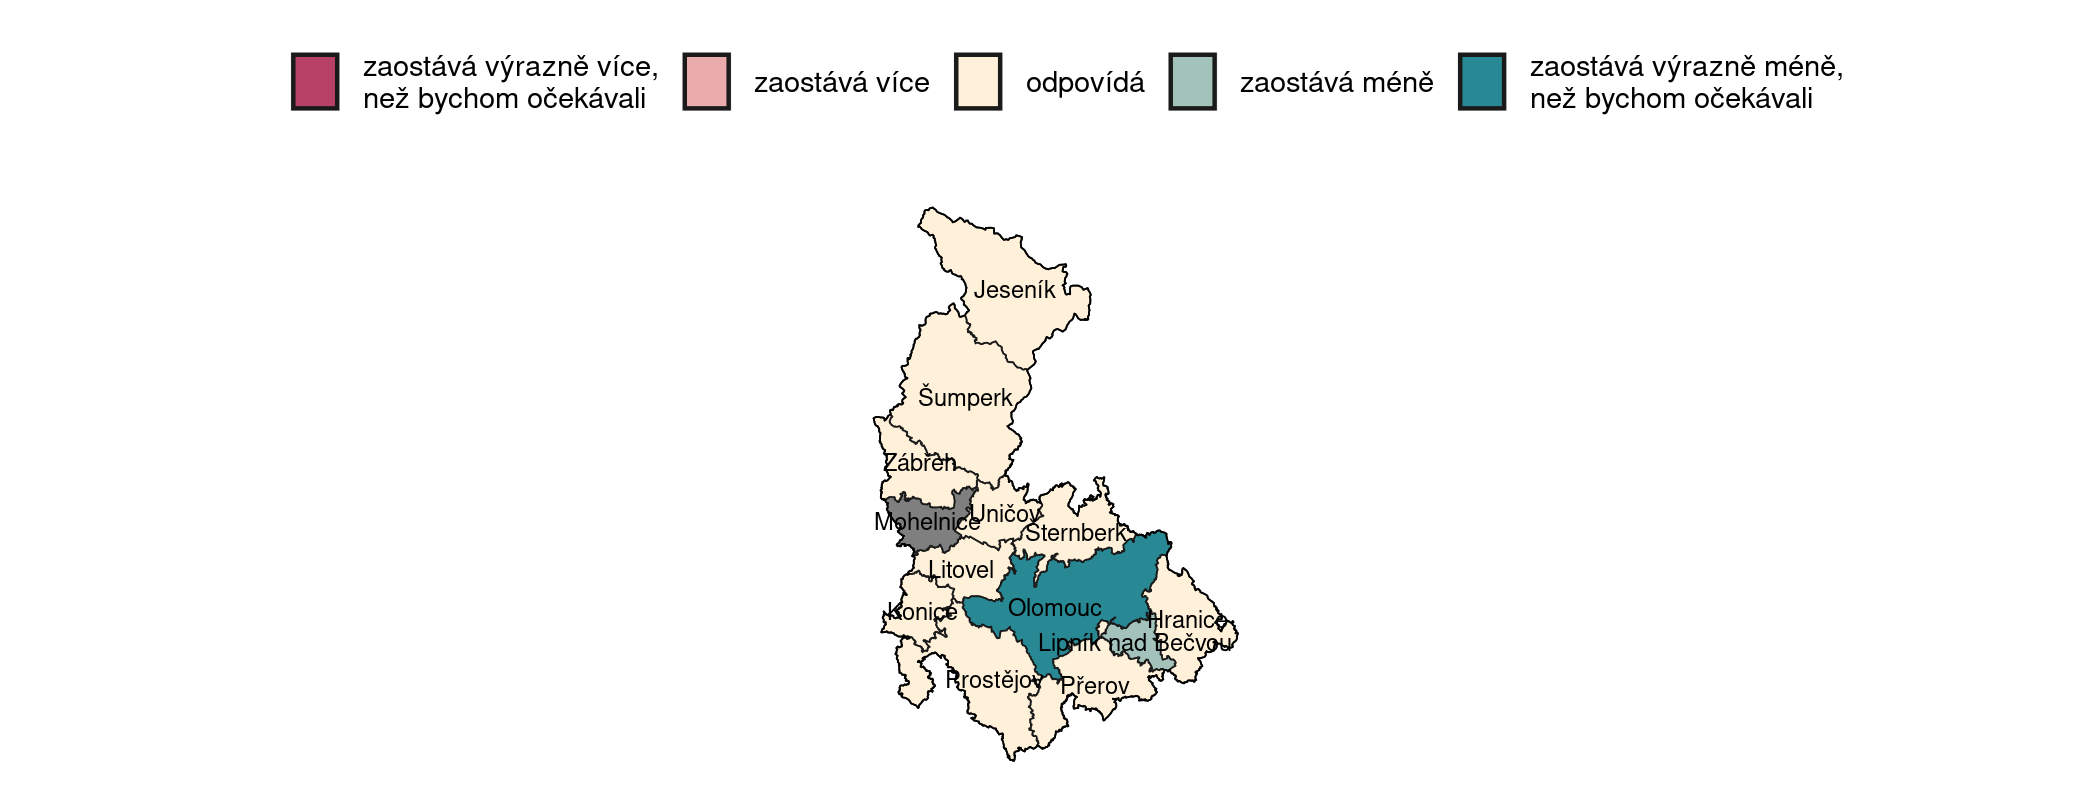 zaostává výrazně více,
než bychom očekávali
zaostává více
odpovídá
zaostává méně
zaostává výrazně méně,
než bychom očekávali
Jeseník
Šumperk
Zábřeh
Mohelnice
Uničov
Šternberk
Litovel
Olomouc
Konice
Hranice
Lipník nad Bečvou
Prostějov
Přerov